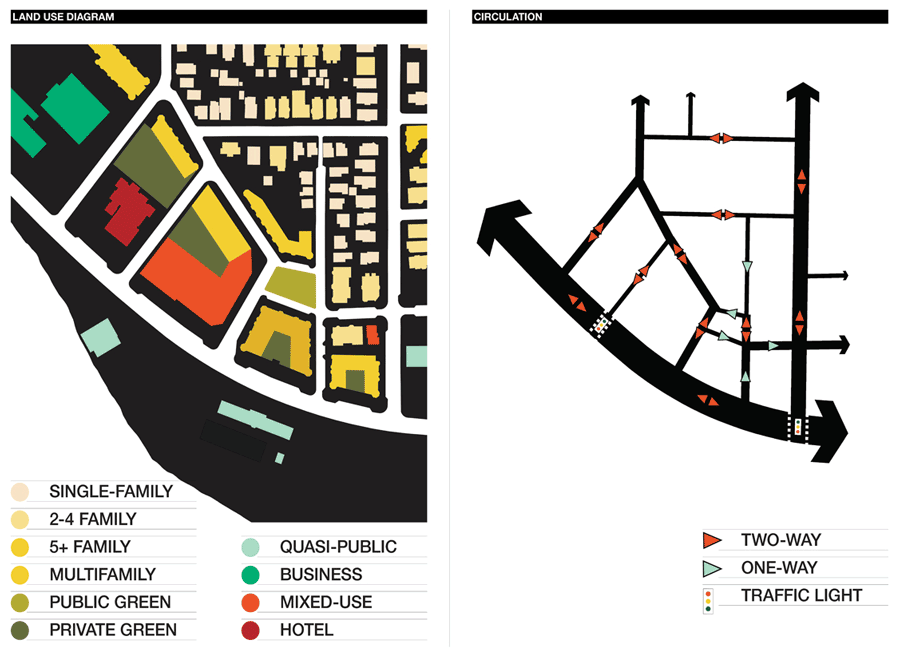 LAND USE DIAGRAM
SINGLE-FAMILY
2-4 FAMILY
5+ FAMILY
MULTIFAMILY
PUBLIC GREEN
PRIVATE GREEN
QUASI-PUBLIC
BUSINESS
MIXED-USE
HOTEL
CIRCULATION
TWO-WAY
ONE-WAY
TRAFFIC LIGHT